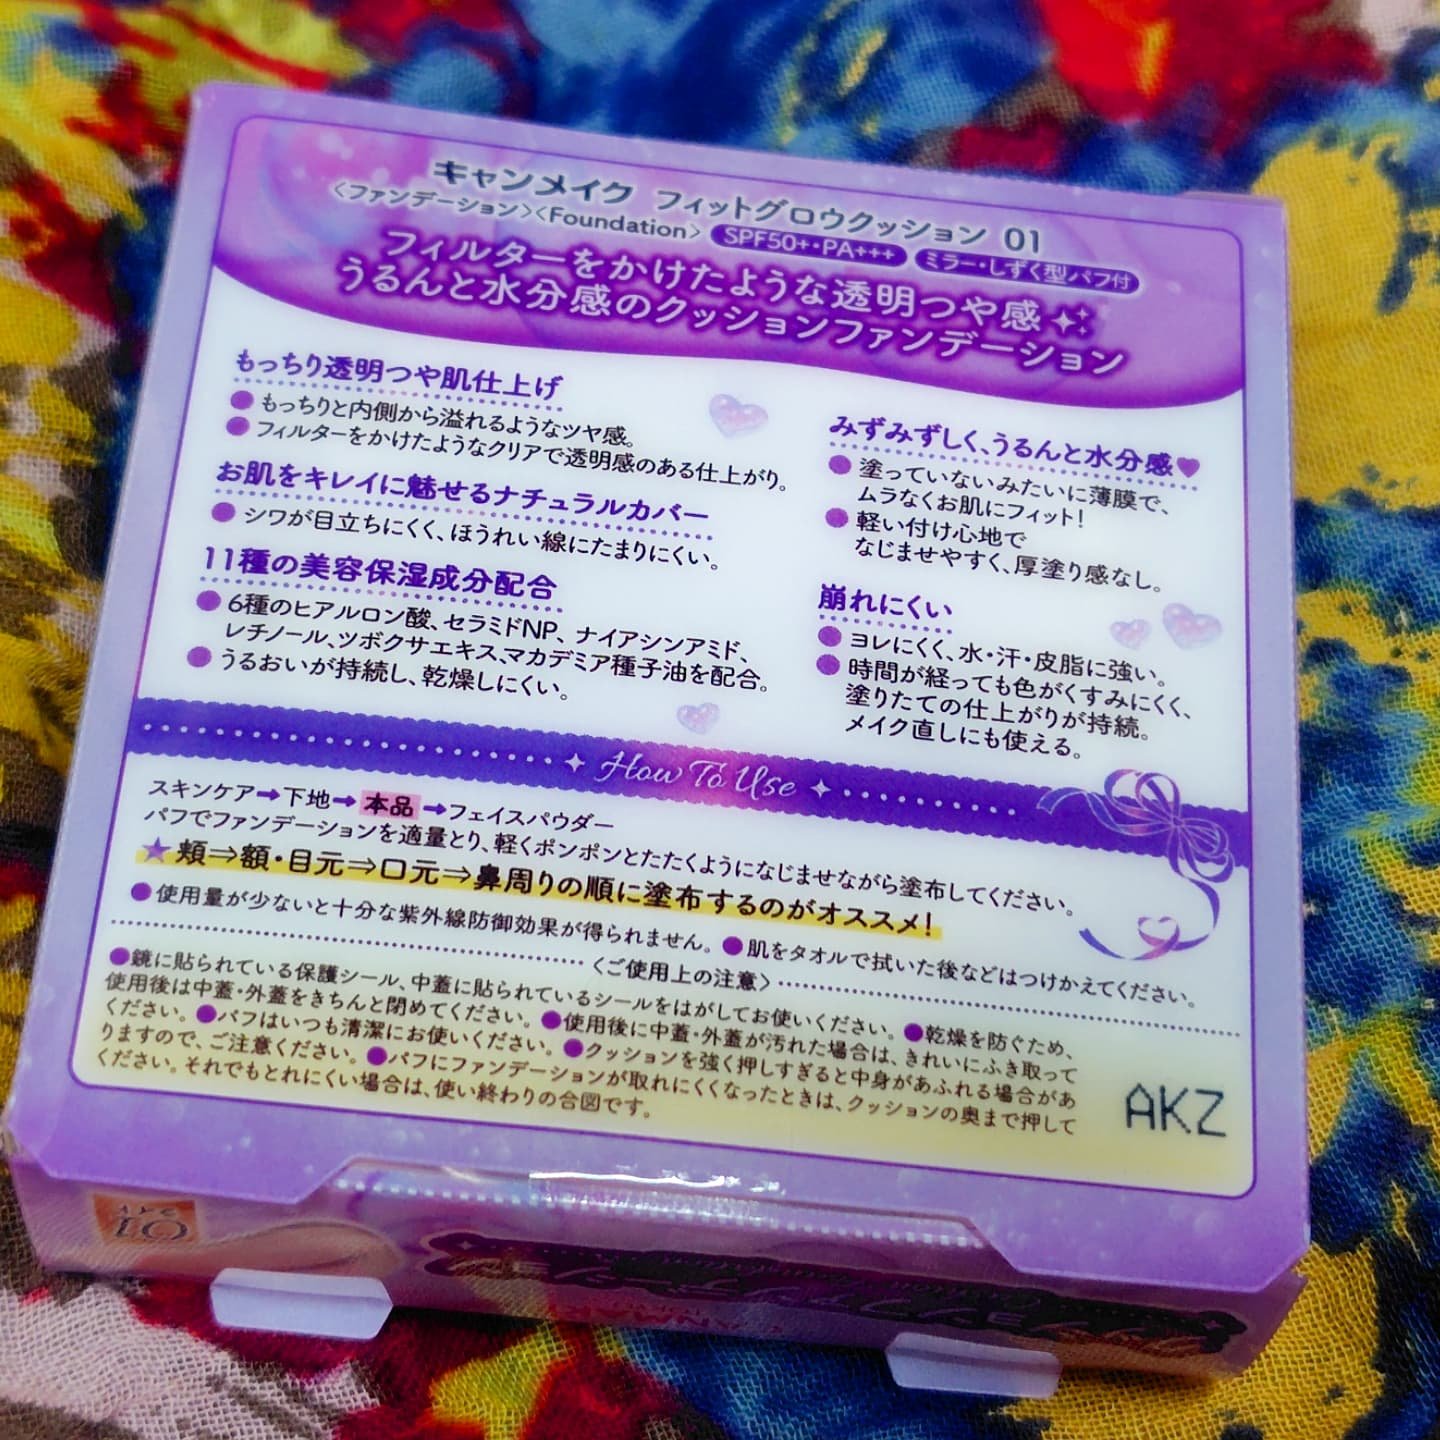 キャンメイク フィットグロウクッション 01
〈ファンデーション〉〈Foundation〉 SPF50+・PA+++ ミラー・しずく型パフ付
フィルターをかけたような透明つや感
うるんと水分感のクッションファンデーション
もっちり透明つや肌仕上げ
●もっちりと内側から溢れるようなツヤ感。
●フィルターをかけたようなクリアで透明感のある仕上がり。
お肌をキレイに魅せるナチュラルカバー
●シワが目立ちにくく、ほうれい線にたまりにくい。
11種の美容保湿成分配合
●6種のヒアルロン酸、セラミドNP、ナイアシンアミド、
レチノール、ツボクサエキス、マカデミア種子油を配合。
●うるおいが持続し、乾燥しにくい。
みずみずしく、うるんと水分感♥
●塗っていないみたいに薄膜で、
ムラなくお肌にフィット!
●軽い付け心地で
なじませやすく、厚塗り感なし。
崩れにくい
●ヨレにくく、水・汗・皮脂に強い。
●時間が経っても色がくすみにくく、
塗りたての仕上がりが持続。
メイク直しにも使える。
How To Use
スキンケア➡下地➡本品➡フェイスパウダー
パフでファンデーションを適量とり、軽くポンポンとたたくようになじませながら塗布してください。
★頬⇒額・目元⇒口元⇒鼻周りの順に塗布するのがオススメ!
●使用量が少ないと十分な紫外線防御効果が得られません。●肌をタオルで拭いた後などはつけかえてください。
〈ご使用上の注意〉
●鏡に貼られている保護シール、中蓋に貼られているシールをはがしてお使いください。●乾燥を防ぐため、
使用後は中蓋・外蓋をきちんと閉めてください。●使用後に中蓋・外蓋が汚れた場合は、きれいにふき取って
ください。●パフはいつも清潔にお使いください。●クッションを強く押しすぎると中身があふれる場合があ
りますので、ご注意ください。●パフにファンデーションが取れにくくなったときは、クッションの奥まで押して
ください。それでもとれにくい場合は、使い終わりの合図です。
AKZ
01